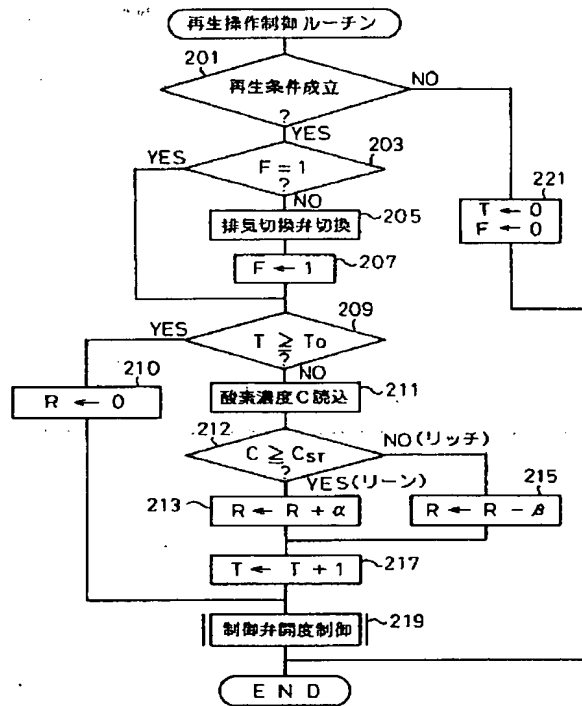 再生操作制御ルーチン
201
再生条件成立
?
NO
YES
YES
F = 1
?
203
NO
排気切換弁切換
205
221
T ← 0
F ← 0
F ← 1
207
209
YES
T ≧ To
?
NO
210
R ← 0
酸素濃度C読込
211
212
C ≧ CST
?
NO(リッチ)
YES(リーン)
213
R ← R + α
215
R ← R - β
T ← T + 1
217
制御弁開度制御
219
END